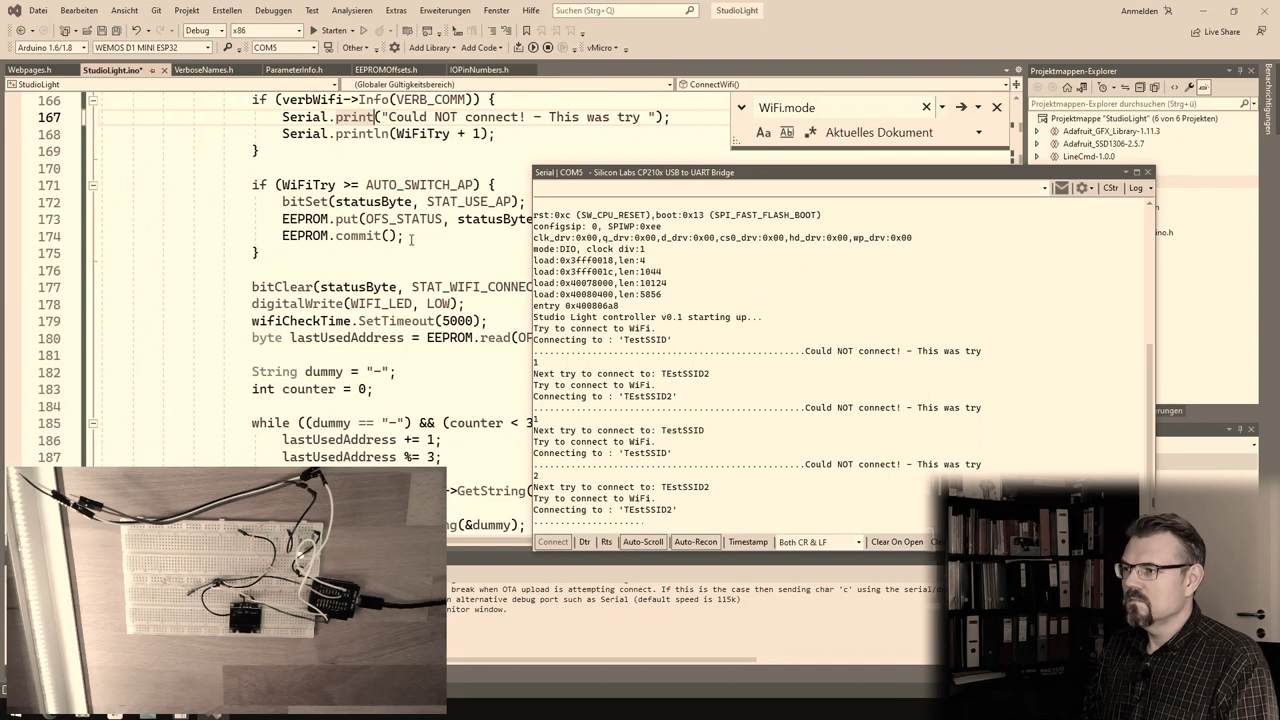 Datei Bearbeiten Ansicht Git Projekt Erstellen Debuggen Test Analysieren Extras Erweiterungen Fenster Hilfe Suchen (Strg+Q) StudioLight Anmelden
Debug x86 Starten Live Share
Arduino 1.6/1.8 WEMOS D1 MINI ESP32 COM5 Other Add Library Add Code vMicro
Webpages.h StudioLight.ino* VerboseNames.h ParameterInfo.h EEPROMOffsets.h IOPinNumbers.h
StudioLight (Globaler Gültigkeitsbereich) ConnectWifi()
166 if (verbWifi->Info(VERB_COMM)) {
167 Serial.print("Could NOT connect! - This was try ");
168 Serial.println(WiFiTry + 1);
169 }
170
171 if (WiFiTry >= AUTO_SWITCH_AP) {
172 bitSet(statusByte, STAT_USE_AP);
173 EEPROM.put(OFS_STATUS, statusByte
174 EEPROM.commit();
175 }
176
177 bitClear(statusByte, STAT_WIFI_CONNEC
178 digitalWrite(WIFI_LED, LOW);
179 wifiCheckTime.SetTimeout(5000);
180 byte lastUsedAddress = EEPROM.read(OF
181
182 String dummy = "-";
183 int counter = 0;
184
185 while ((dummy == "-") && (counter < 3
186 lastUsedAddress += 1;
187 lastUsedAddress %= 3;
->GetString(
g(&dummy);
WiFi.mode
Aa Ab Aktuelles Dokument
Projektmappen-Explorer
Projektmappen-Explorer durchsuchen (Strg+ü)
Projektmappe "StudioLight" (6 von 6 Projekten)
Adafruit_GFX_Library-1.11.3
Adafruit_SSD1306-2.5.7
LineCmd-1.0.0
Benachrichtigungen
no.h
erungen
Serial | COM5 - Silicon Labs CP210x USB to UART Bridge
CStr Log
rst:0xc (SW_CPU_RESET),boot:0x13 (SPI_FAST_FLASH_BOOT)
configsip: 0, SPIWP:0xee
clk_drv:0x00,q_drv:0x00,d_drv:0x00,cs0_drv:0x00,hd_drv:0x00,wp_drv:0x00
mode:DIO, clock div:1
load:0x3fff0018,len:4
load:0x3fff001c,len:1044
load:0x40078000,len:10124
load:0x40080400,len:5856
entry 0x400806a8
Studio Light controller v0.1 starting up...
Try to connect to WiFi.
Connecting to : 'TestSSID'
..................................................Could NOT connect! - This was try
1
Next try to connect to: TEstSSID2
Try to connect to WiFi.
Connecting to : 'TEstSSID2'
..................................................Could NOT connect! - This was try
1
Next try to connect to: TestSSID
Try to connect to WiFi.
Connecting to : 'TestSSID'
..................................................Could NOT connect! - This was try
2
Next try to connect to: TEstSSID2
Try to connect to WiFi.
Connecting to : 'TEstSSID2'
....................
Connect Dtr Rts Auto-Scroll Auto-Recon Timestamp Both CR & LF Clear On Open
break when OTA upload is attempting connect. If this is the case then sending char 'c' using the serial/de
n alternative debug port such as Serial (default speed is 115k)
nitor window.